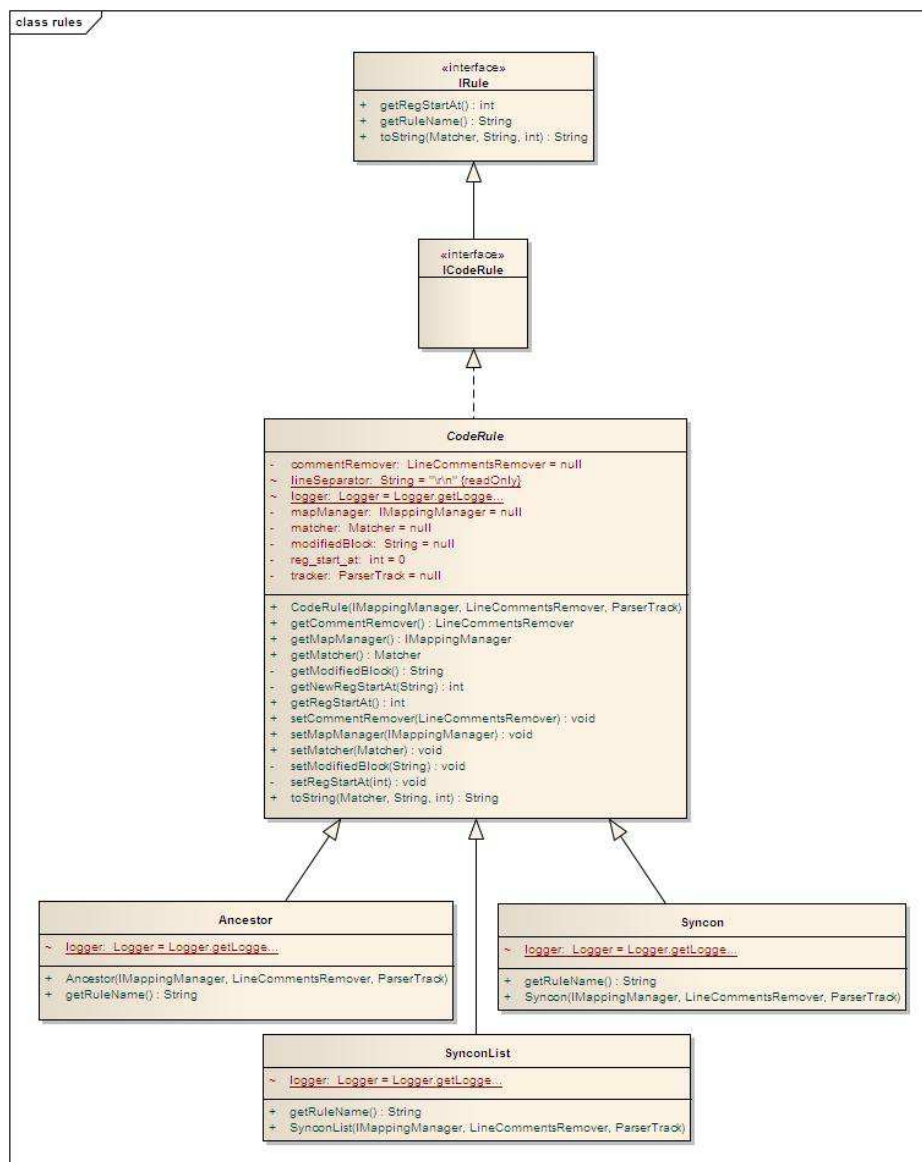 class rules
«interface»
IRule
+ getRegStartAt() : int
+ getRuleName() : String
+ toString(Matcher, String, int) : String
«interface»
ICodeRule
CodeRule
- commentRemover: LineCommentsRemover = null
~ lineSeparator: String = "\r\n" {readOnly}
~ logger: Logger = Logger.getLogge...
- mapManager: IMappingManager = null
- matcher: Matcher = null
- modifiedBlock: String = null
- reg_start_at: int = 0
- tracker: ParserTrack = null
+ CodeRule(IMappingManager, LineCommentsRemover, ParserTrack)
+ getCommentRemover() : LineCommentsRemover
+ getMapManager() : IMappingManager
+ getMatcher() : Matcher
- getModifiedBlock() : String
- getNewRegStartAt(String) : int
+ getRegStartAt() : int
+ setCommentRemover(LineCommentsRemover) : void
+ setMapManager(IMappingManager) : void
+ setMatcher(Matcher) : void
- setModifiedBlock(String) : void
- setRegStartAt(int) : void
+ toString(Matcher, String, int) : String
Ancestor
~ logger: Logger = Logger.getLogge...
+ Ancestor(IMappingManager, LineCommentsRemover, ParserTrack)
+ getRuleName() : String
Syncon
~ logger: Logger = Logger.getLogge...
+ getRuleName() : String
+ Syncon(IMappingManager, LineCommentsRemover, ParserTrack)
SynconList
~ logger: Logger = Logger.getLogge...
+ getRuleName() : String
+ SynconList(IMappingManager, LineCommentsRemover, ParserTrack)